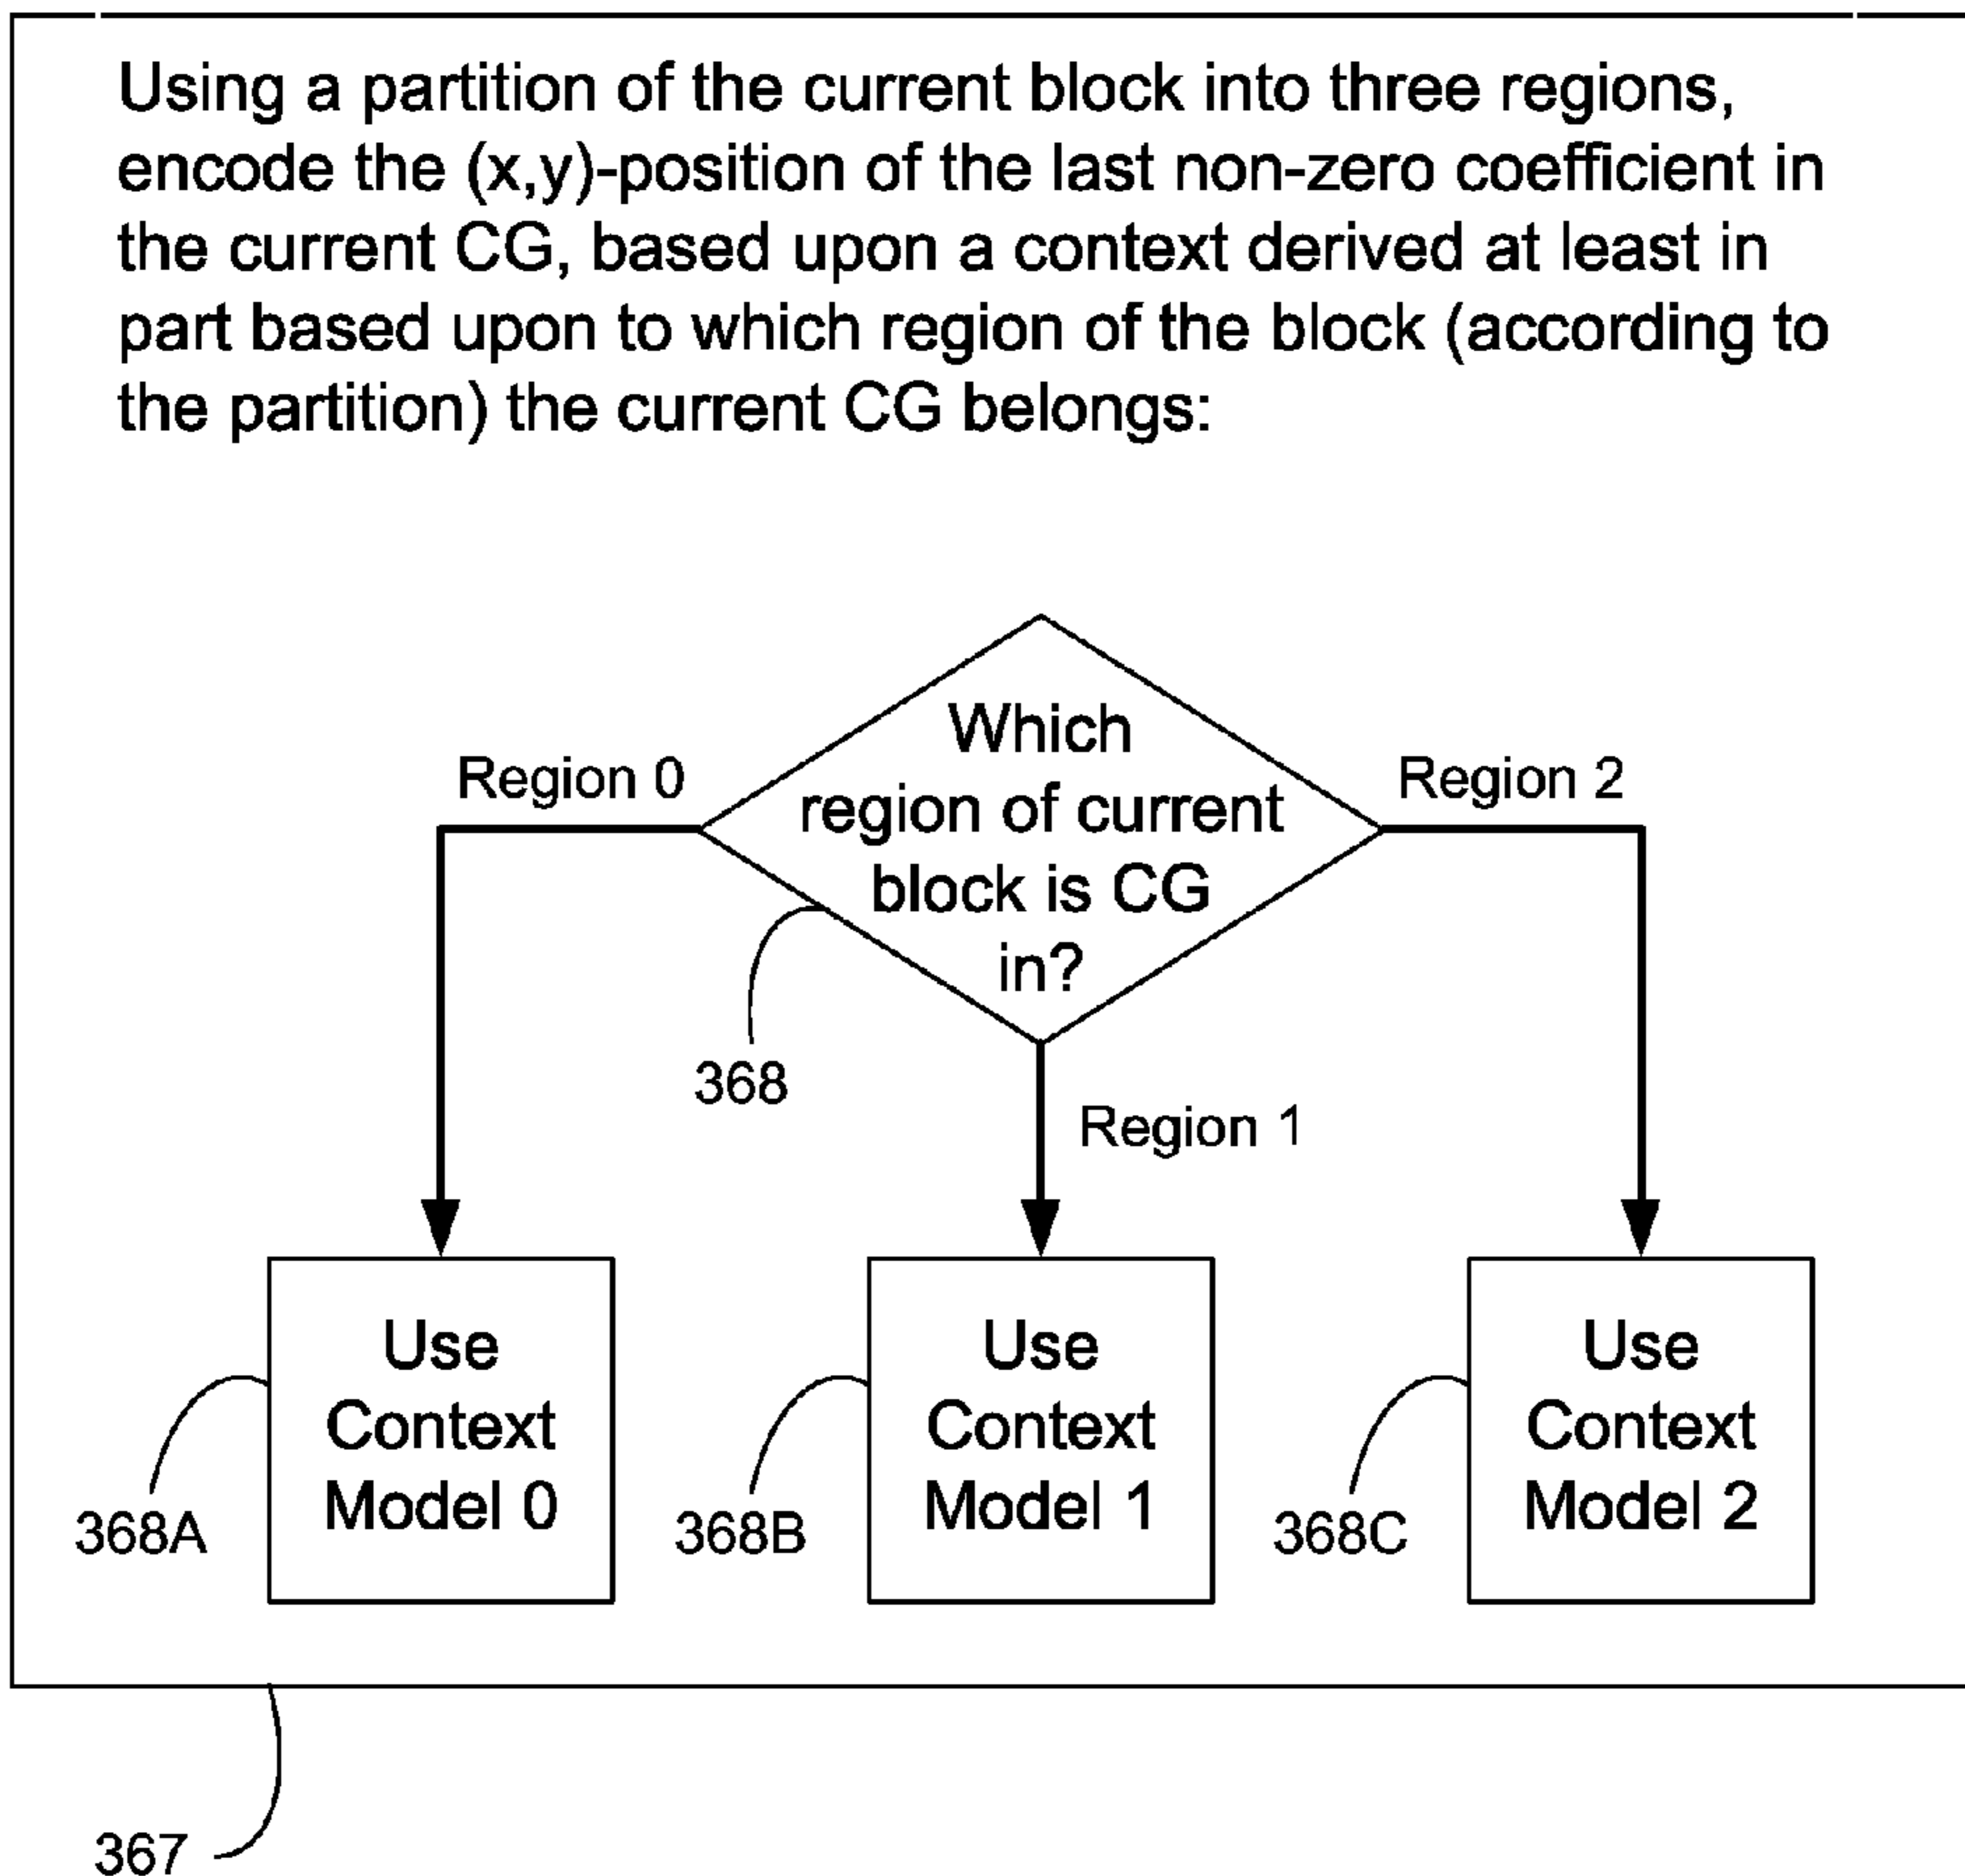 Using a partition of the current block into three regions,
encode the (x,y)-position of the last non-zero coefficient in
the current CG, based upon a context derived at least in
part based upon to which region of the block (according to
the partition) the current CG belongs:
Which
region of current
block is CG
in?
Region 0
Region 2
368
Region 1
Use
Context
Model 0
368A
Use
Context
Model 1
368B
Use
Context
Model 2
368C
367